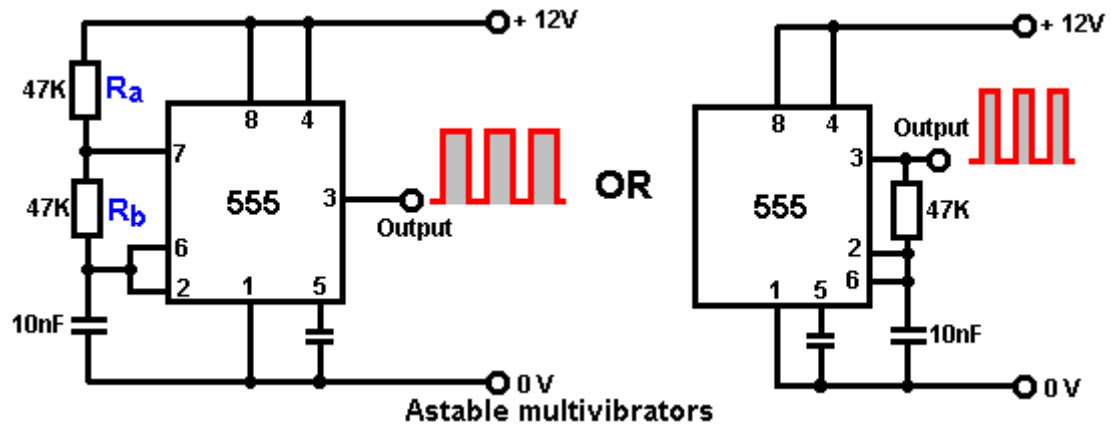 + 12V
47K
Ra
8
4
7
47K
Rb
555
3
Output
6
2
1
5
10nF
0 V
OR
+ 12V
8
4
Output
3
555
47K
2
6
1
5
10nF
0 V
Astable multivibrators